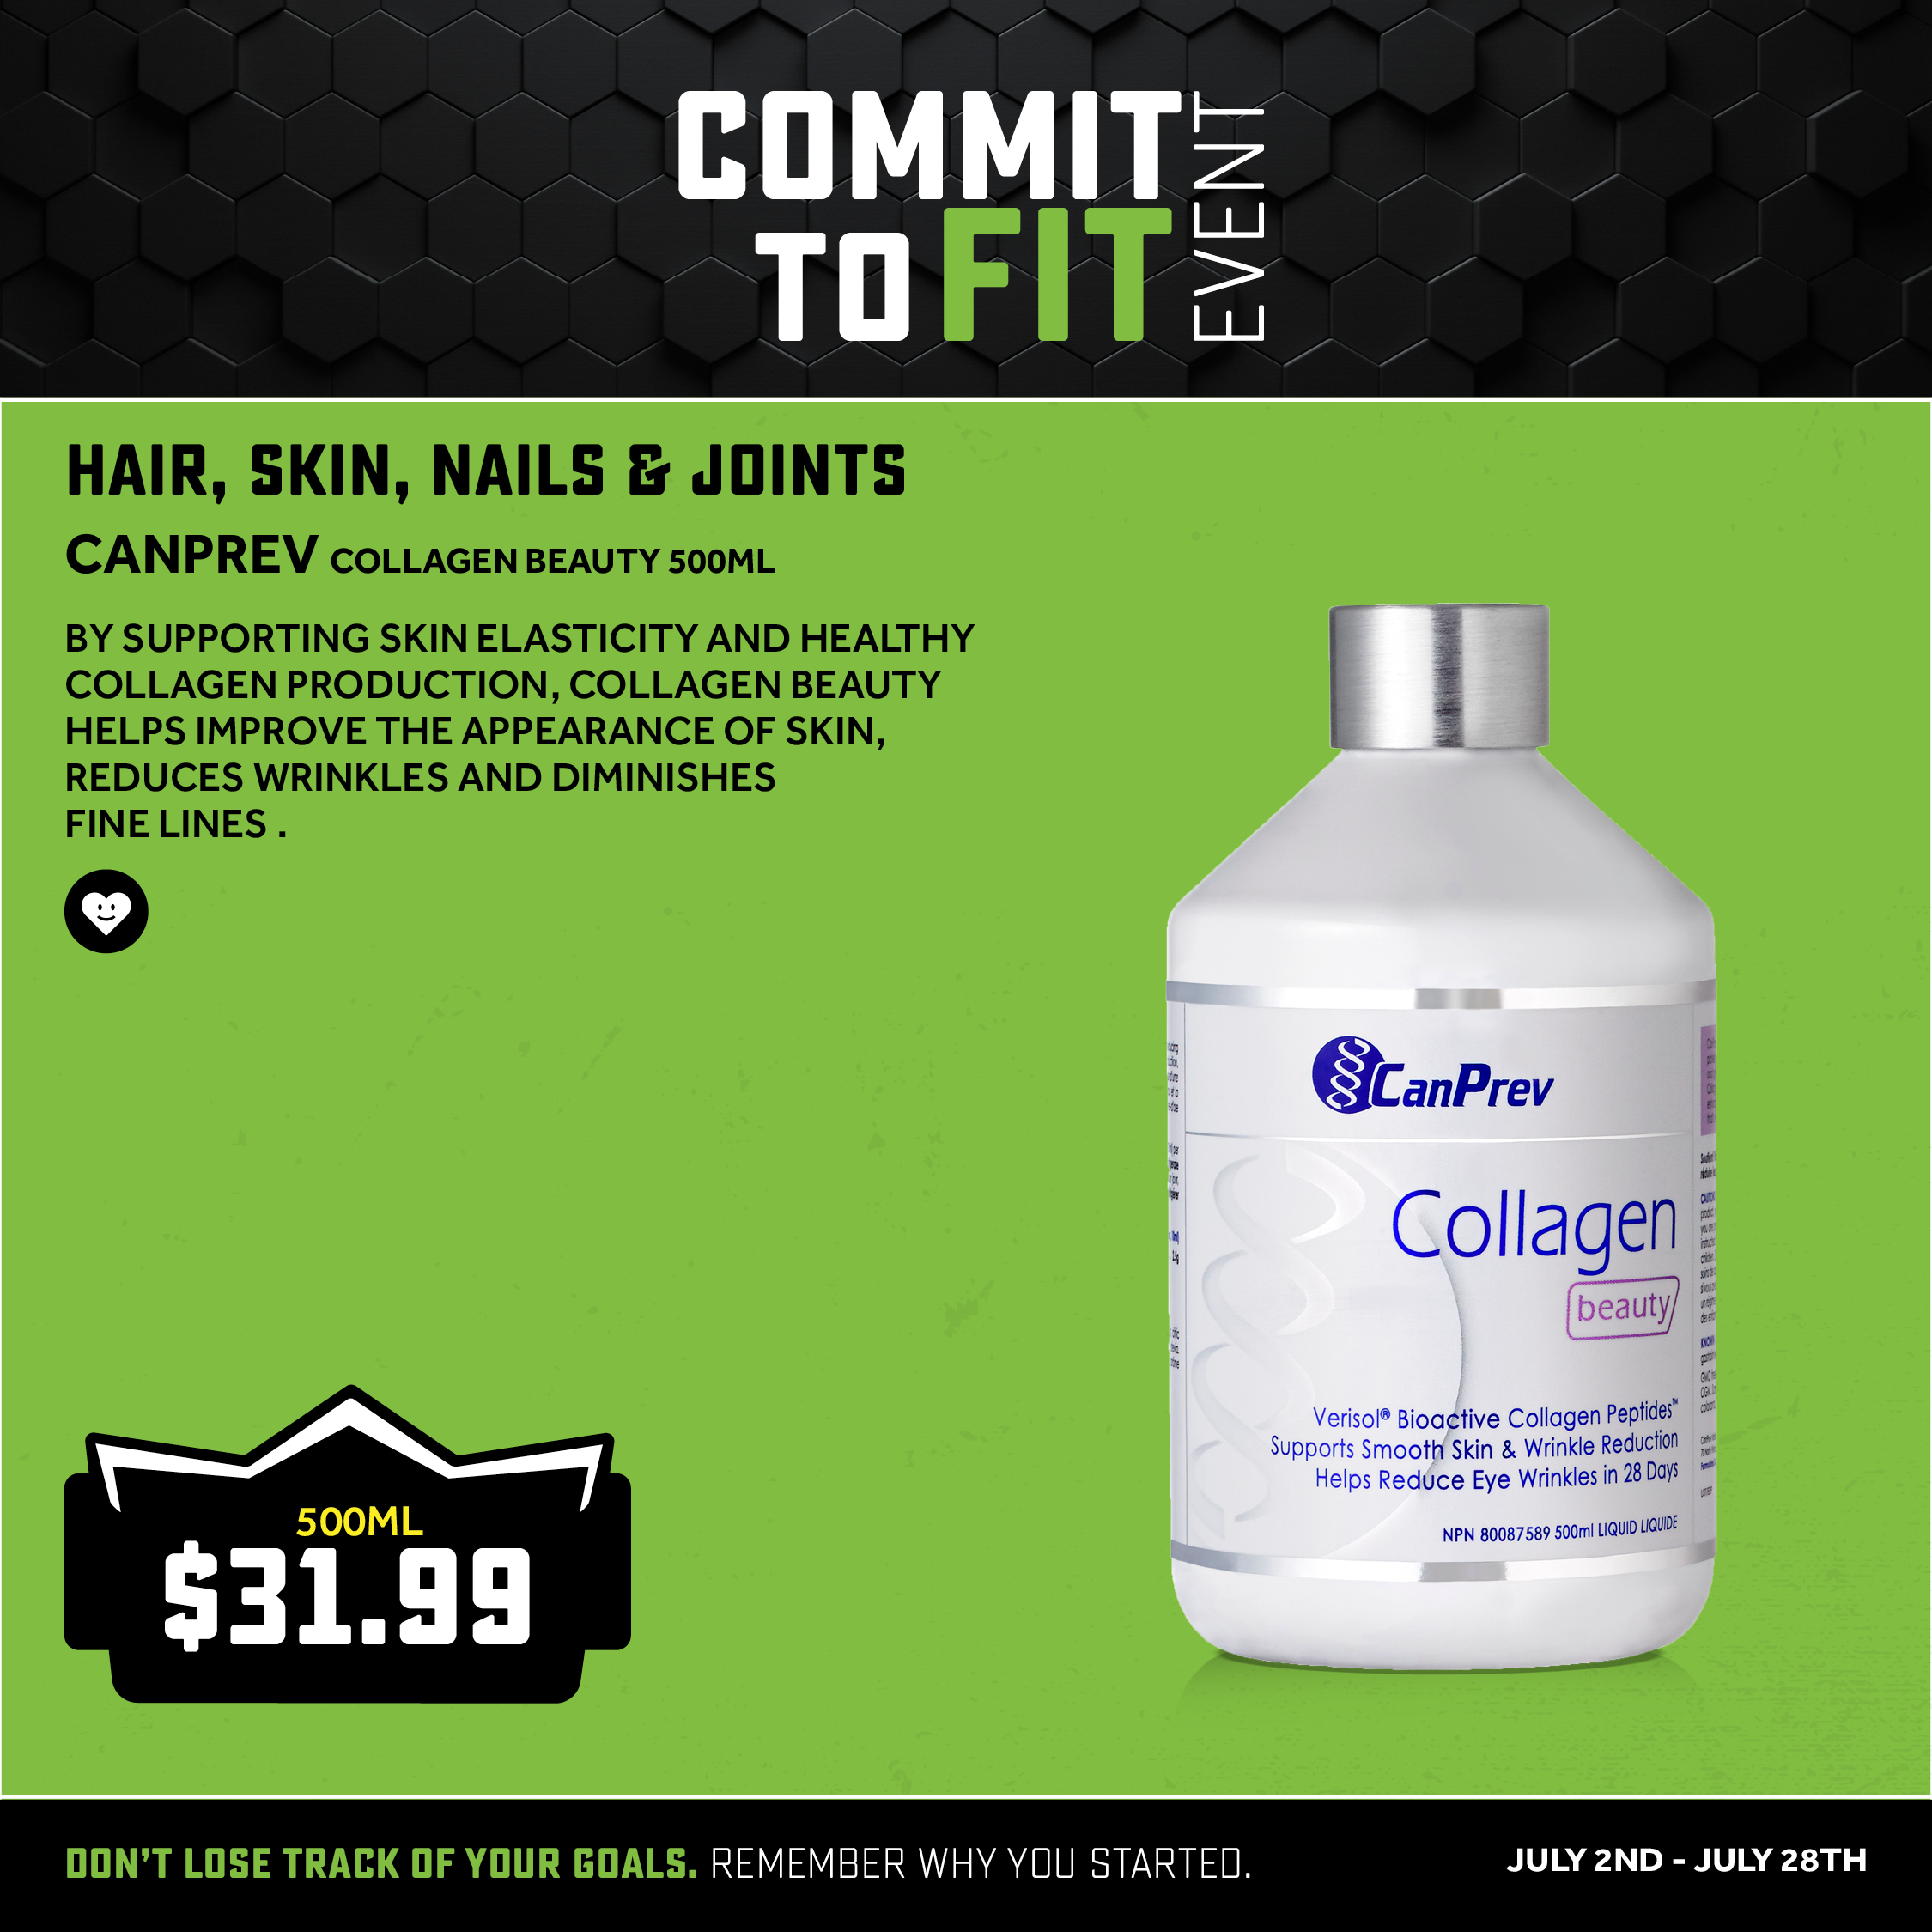 COMMIT
TO FIT
EVENT
HAIR, SKIN, NAILS & JOINTS
CANPREV COLLAGEN BEAUTY 500ML
BY SUPPORTING SKIN ELASTICITY AND HEALTHY
COLLAGEN PRODUCTION, COLLAGEN BEAUTY
HELPS IMPROVE THE APPEARANCE OF SKIN,
REDUCES WRINKLES AND DIMINISHES
FINE LINES .
CanPrev
Collagen
beauty
Verisol® Bioactive Collagen Peptides™
Supports Smooth Skin & Wrinkle Reduction
Helps Reduce Eye Wrinkles in 28 Days
NPN 80087589 500ml LIQUID LIQUIDE
500ML
$31.99
DON'T LOSE TRACK OF YOUR GOALS. REMEMBER WHY YOU STARTED.
JULY 2ND - JULY 28TH